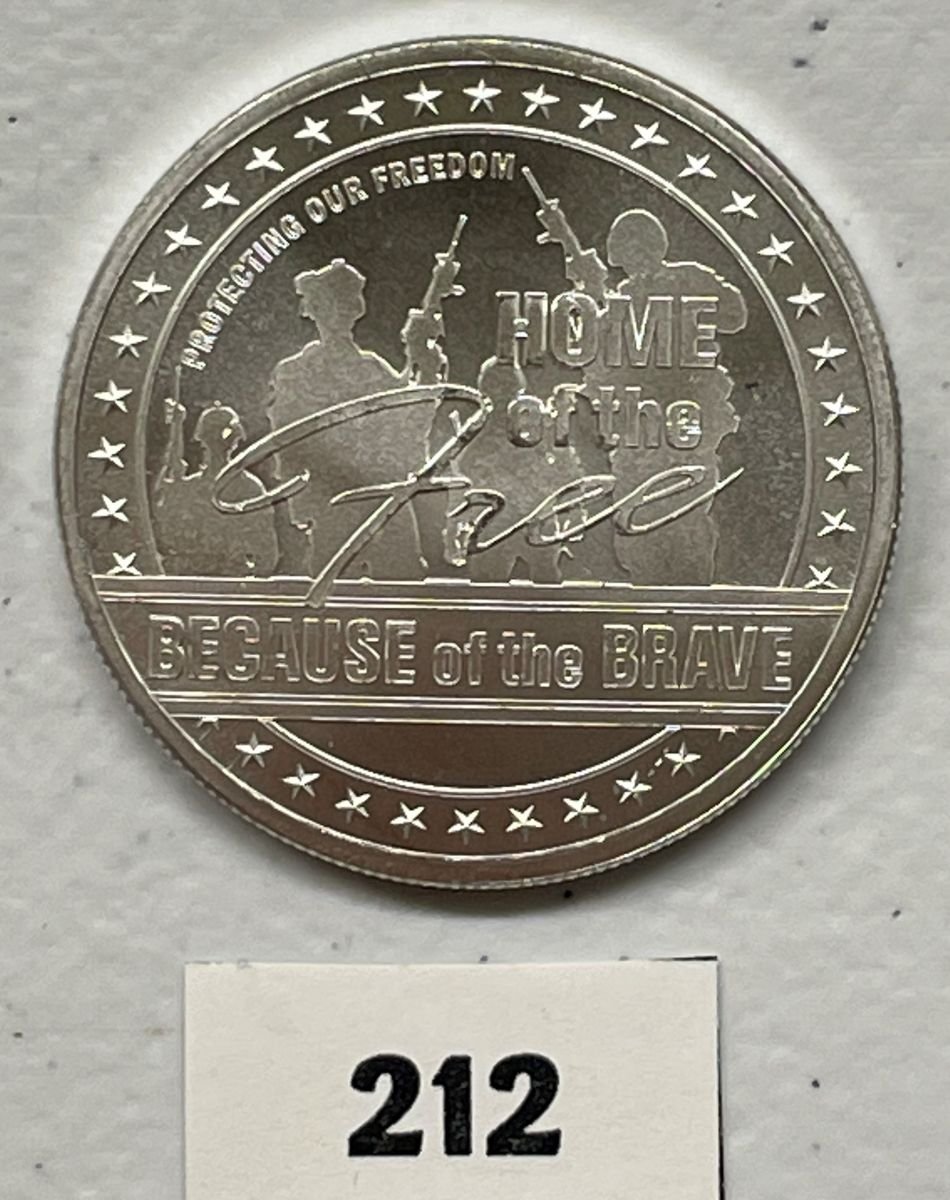 PROTECTING OUR FREEDOM
HOME
of the
Free
BECAUSE of the BRAVE
212